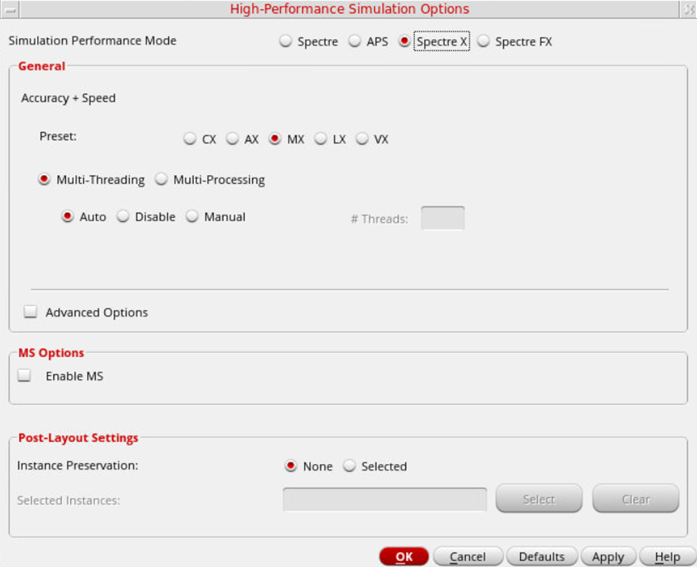 High-Performance Simulation Options
Simulation Performance Mode Spectre APS Spectre X Spectre FX
General
Accuracy + Speed
Preset: CX AX MX LX VX
Multi-Threading Multi-Processing
Auto Disable Manual # Threads:
Advanced Options
MS Options
Enable MS
Post-Layout Settings
Instance Preservation: None Selected
Selected Instances: Select Clear
OK Cancel Defaults Apply Help